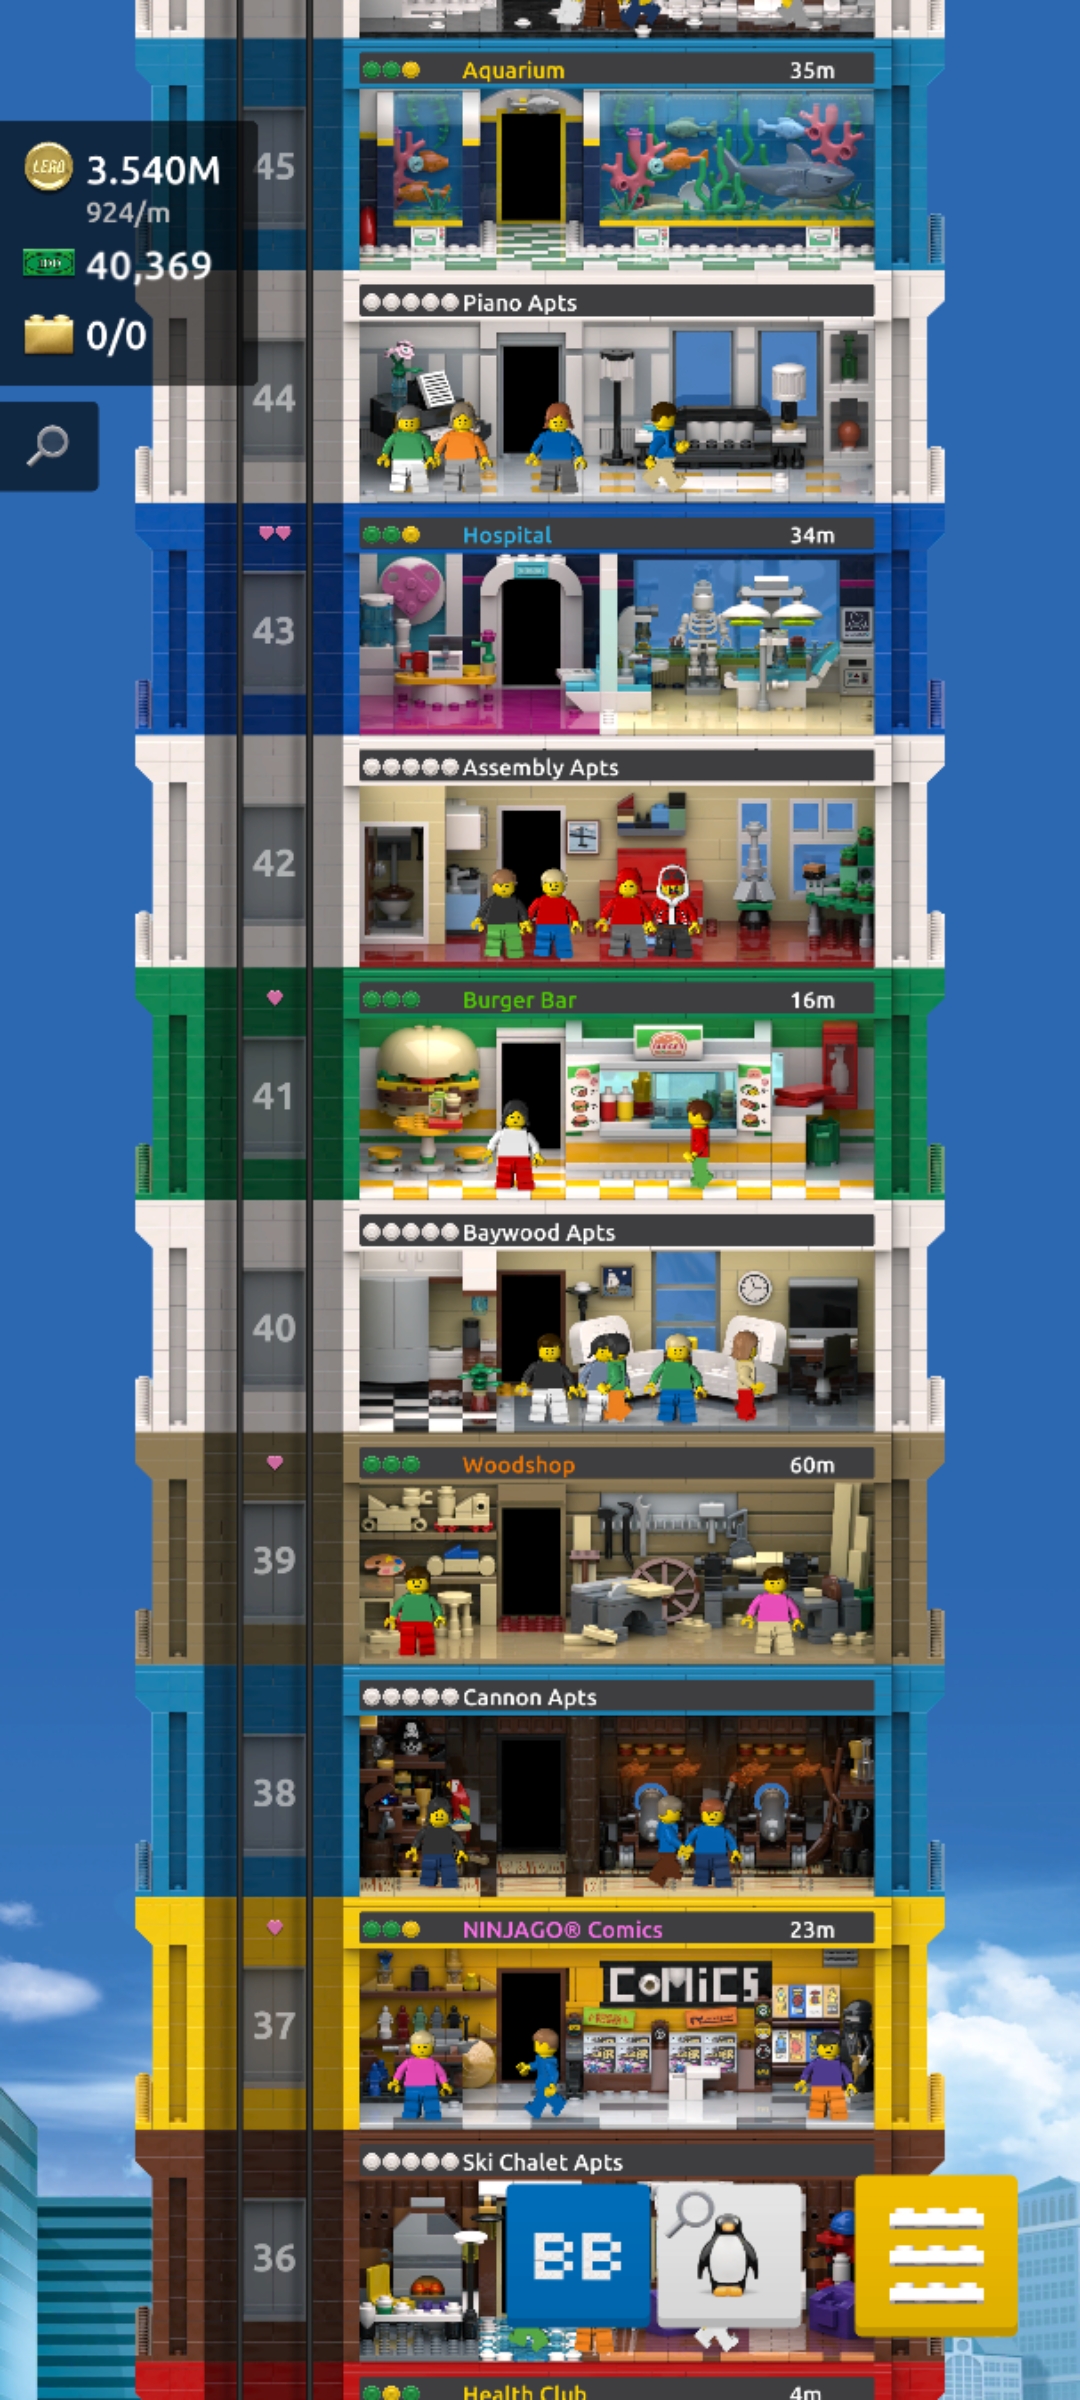 Aquarium 35m
45
LEGO 3.540M
924/m
40,369
0/0
Piano Apts
44
Hospital 34m
43
Assembly Apts
42
Burger Bar 16m
41
Baywood Apts
40
Woodshop 60m
39
Cannon Apts
38
NINJAGO® Comics 23m
COMiCS
37
Ski Chalet Apts
36
BB
Health Club 4m